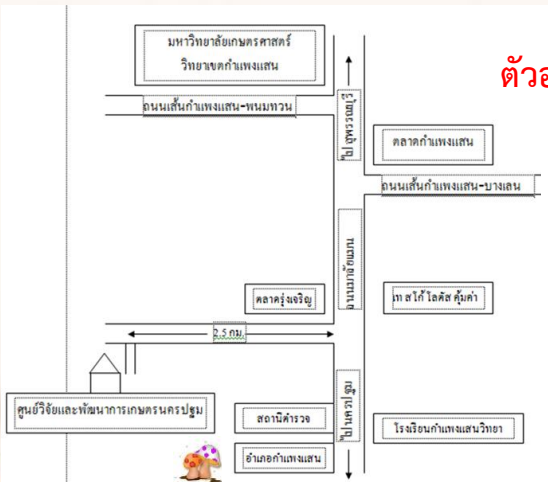 มหาวิทยาลัยเกษตรศาสตร์
วิทยาเขตกำแพงแสน
ตัวอ
ถนนเส้นกำแพงแสน-พนมทวน
ไป สุพรรณบุรี
ตลาดกำแพงแสน
ถนนเส้นกำแพงแสน-บางเลน
ถนนมาลัยแมน
ตลาดรุ่งเจริญ
เทสโก้ โลตัส คุ้มค่า
2.5 กม.
ศูนย์วิจัยและพัฒนาการเกษตรนครปฐม
สถานีตำรวจ
ไป นครปฐม
โรงเรียนกำแพงแสนวิทยา
อำเภอกำแพงแสน